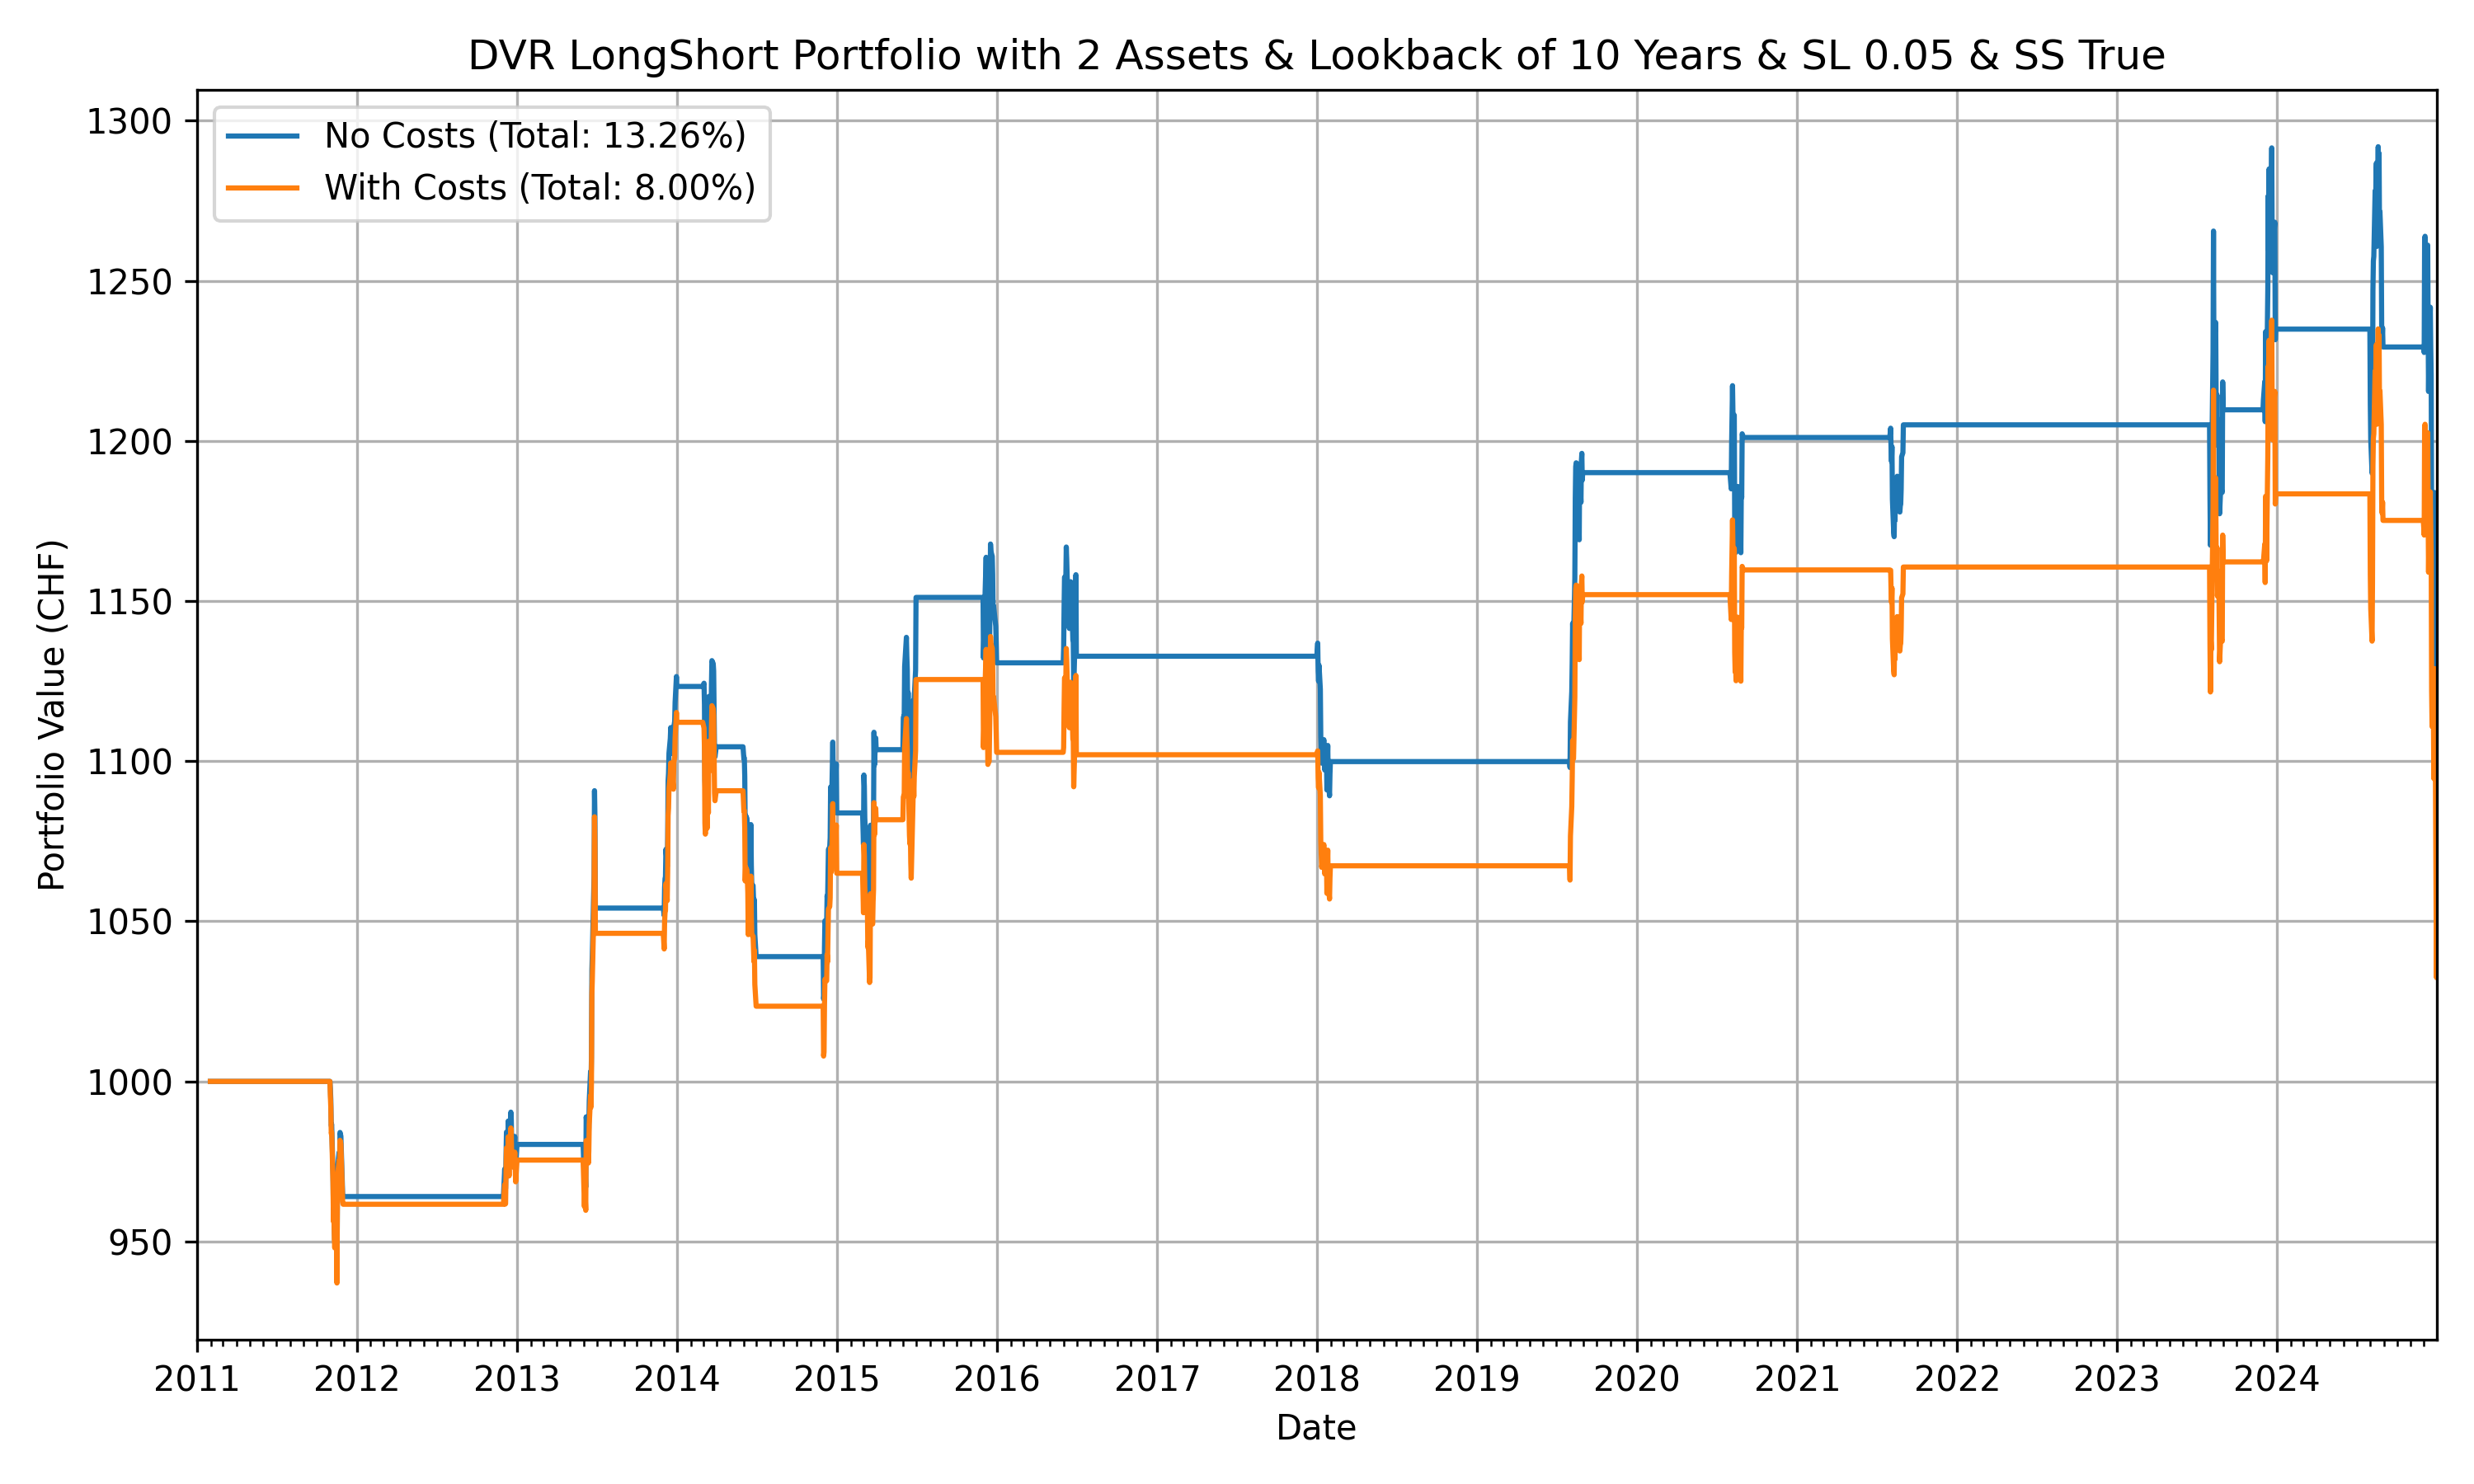 DVR LongShort Portfolio with 2 Assets & Lookback of 10 Years & SL 0.05 & SS True
No Costs (Total: 13.26%)
With Costs (Total: 8.00%)
Portfolio Value (CHF)
1300
1250
1200
1150
1100
1050
1000
950
2011 2012 2013 2014 2015 2016 2017 2018 2019 2020 2021 2022 2023 2024
Date